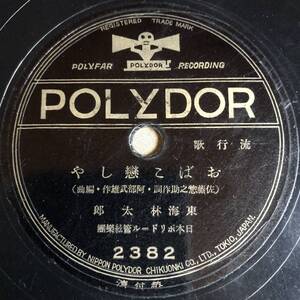 REGISTERED TRADE MARK
POLYFAR POLYDOR RECORDING
POLYDOR
流行歌
おばこ戀しや
(佐藤惣之助作詞・阿部武雄作・編曲)
東海林太郎
日本ポリドール管絃樂團
2382
MANUFACTURED BY NIPPON POLYDOR CHIKUONKI CO., LTD., TOKYO, JAPAN.